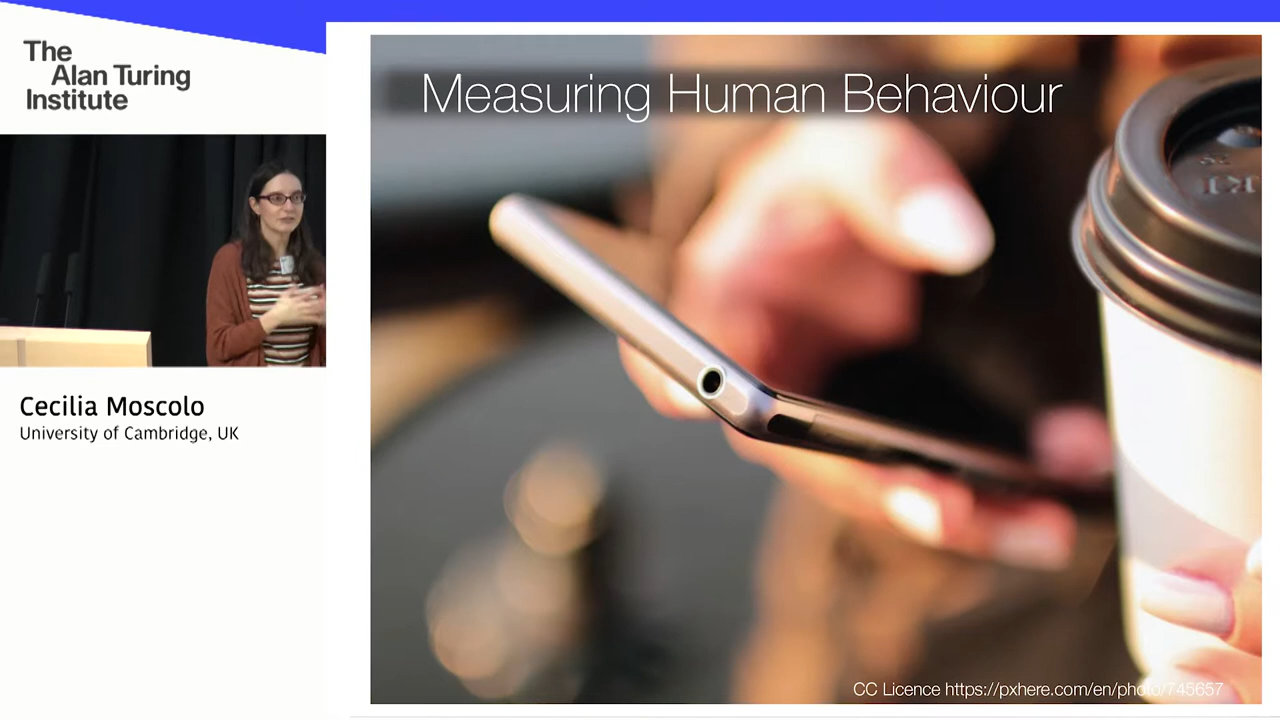 The
Alan Turing
Institute
Cecilia Moscolo
University of Cambridge, UK
Measuring Human Behaviour
CC Licence https://pxhere.com/en/photo/745657